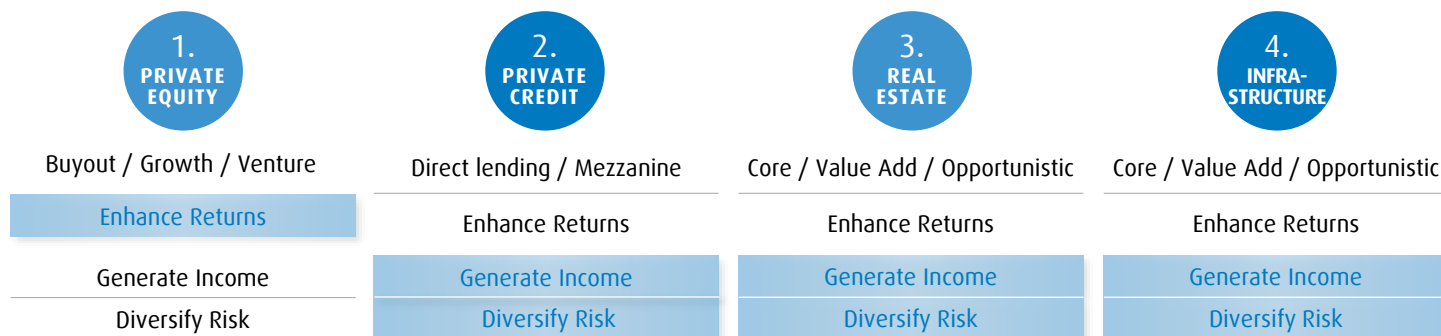 1.
PRIVATE
EQUITY
Buyout / Growth / Venture
Enhance Returns
Generate Income
Diversify Risk
2.
PRIVATE
CREDIT
Direct lending / Mezzanine
Enhance Returns
Generate Income
Diversify Risk
3.
REAL
ESTATE
Core / Value Add / Opportunistic
Enhance Returns
Generate Income
Diversify Risk
4.
INFRA-
STRUCTURE
Core / Value Add / Opportunistic
Enhance Returns
Generate Income
Diversify Risk